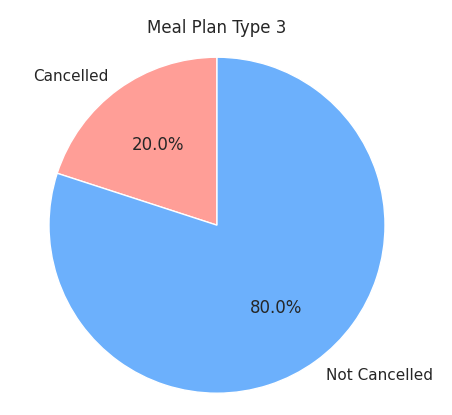 Meal Plan Type 3
Cancelled
20.0%
80.0%
Not Cancelled